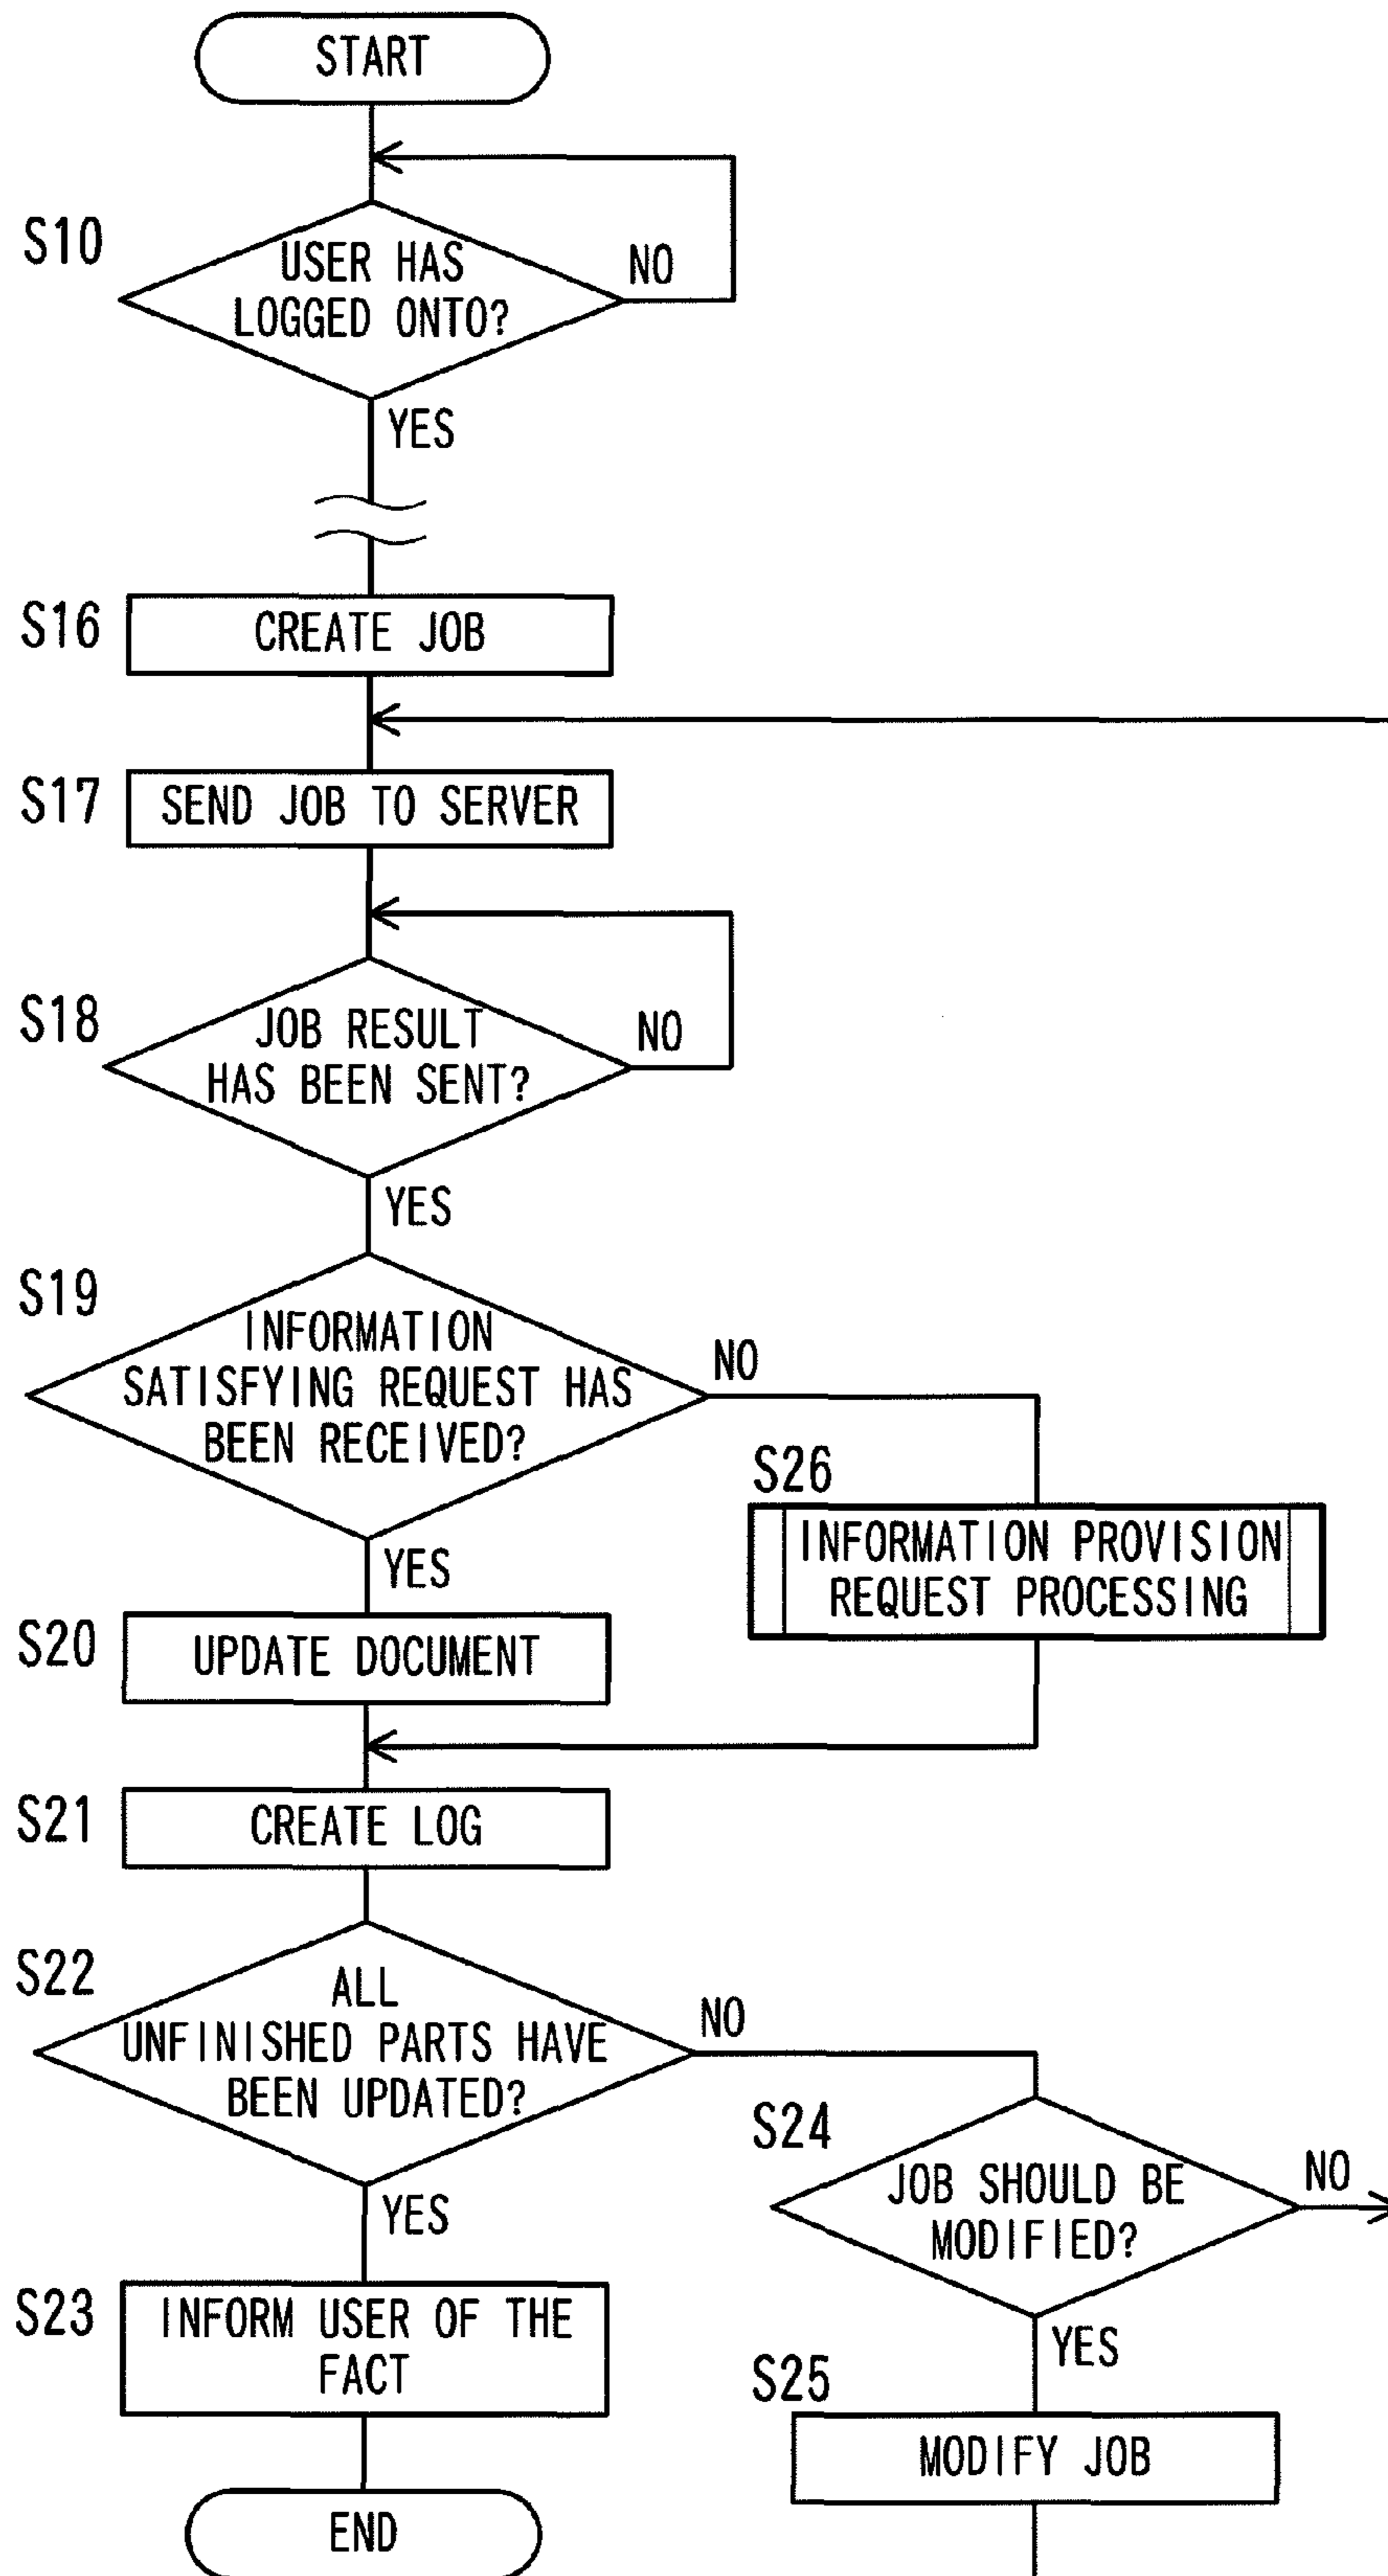 START
S10
USER HAS
LOGGED ONTO?
NO
YES
S16
CREATE JOB
S17
SEND JOB TO SERVER
S18
JOB RESULT
HAS BEEN SENT?
NO
YES
S19
INFORMATION
SATISFYING REQUEST HAS
BEEN RECEIVED?
NO
YES
S26
INFORMATION PROVISION
REQUEST PROCESSING
S20
UPDATE DOCUMENT
S21
CREATE LOG
S22
ALL
UNFINISHED PARTS HAVE
BEEN UPDATED?
NO
YES
S24
JOB SHOULD BE
MODIFIED?
NO
YES
S23
INFORM USER OF THE
FACT
S25
MODIFY JOB
END